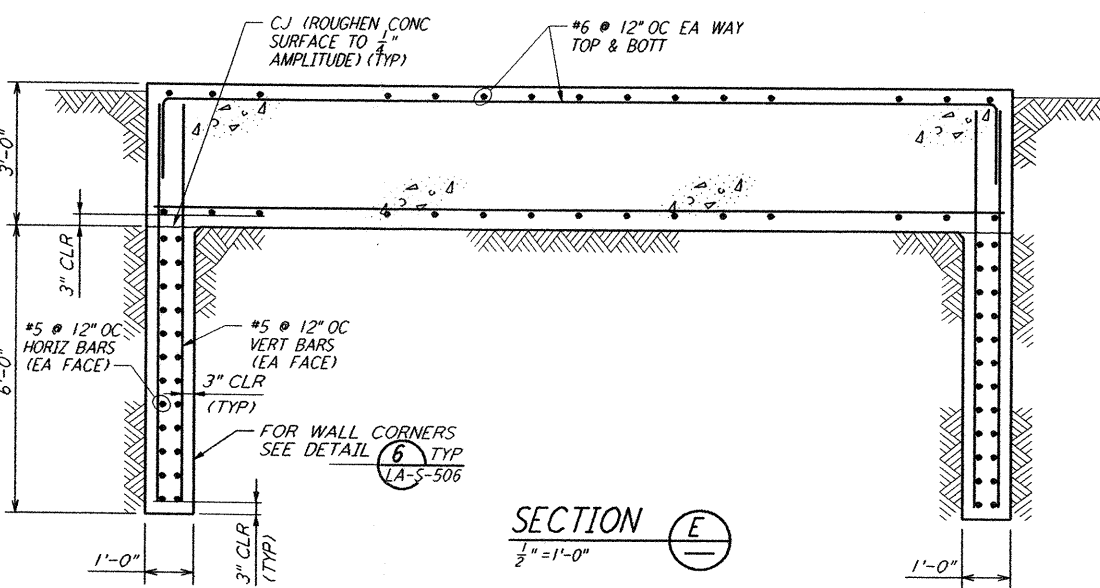 CJ (ROUGHEN CONC
SURFACE TO 1/4"
AMPLITUDE) (TYP)
#6 @ 12" OC EA WAY
TOP & BOTT
3'-0"
3" CLR
6'-0"
#5 @ 12" OC
HORIZ BARS
(EA FACE)
#5 @ 12" OC
VERT BARS
(EA FACE)
3" CLR
(TYP)
FOR WALL CORNERS
SEE DETAIL 6 TYP
LA-S-506
SECTION E
1/2" = 1'-0"
1'-0"
3" CLR
(TYP)
1'-0"